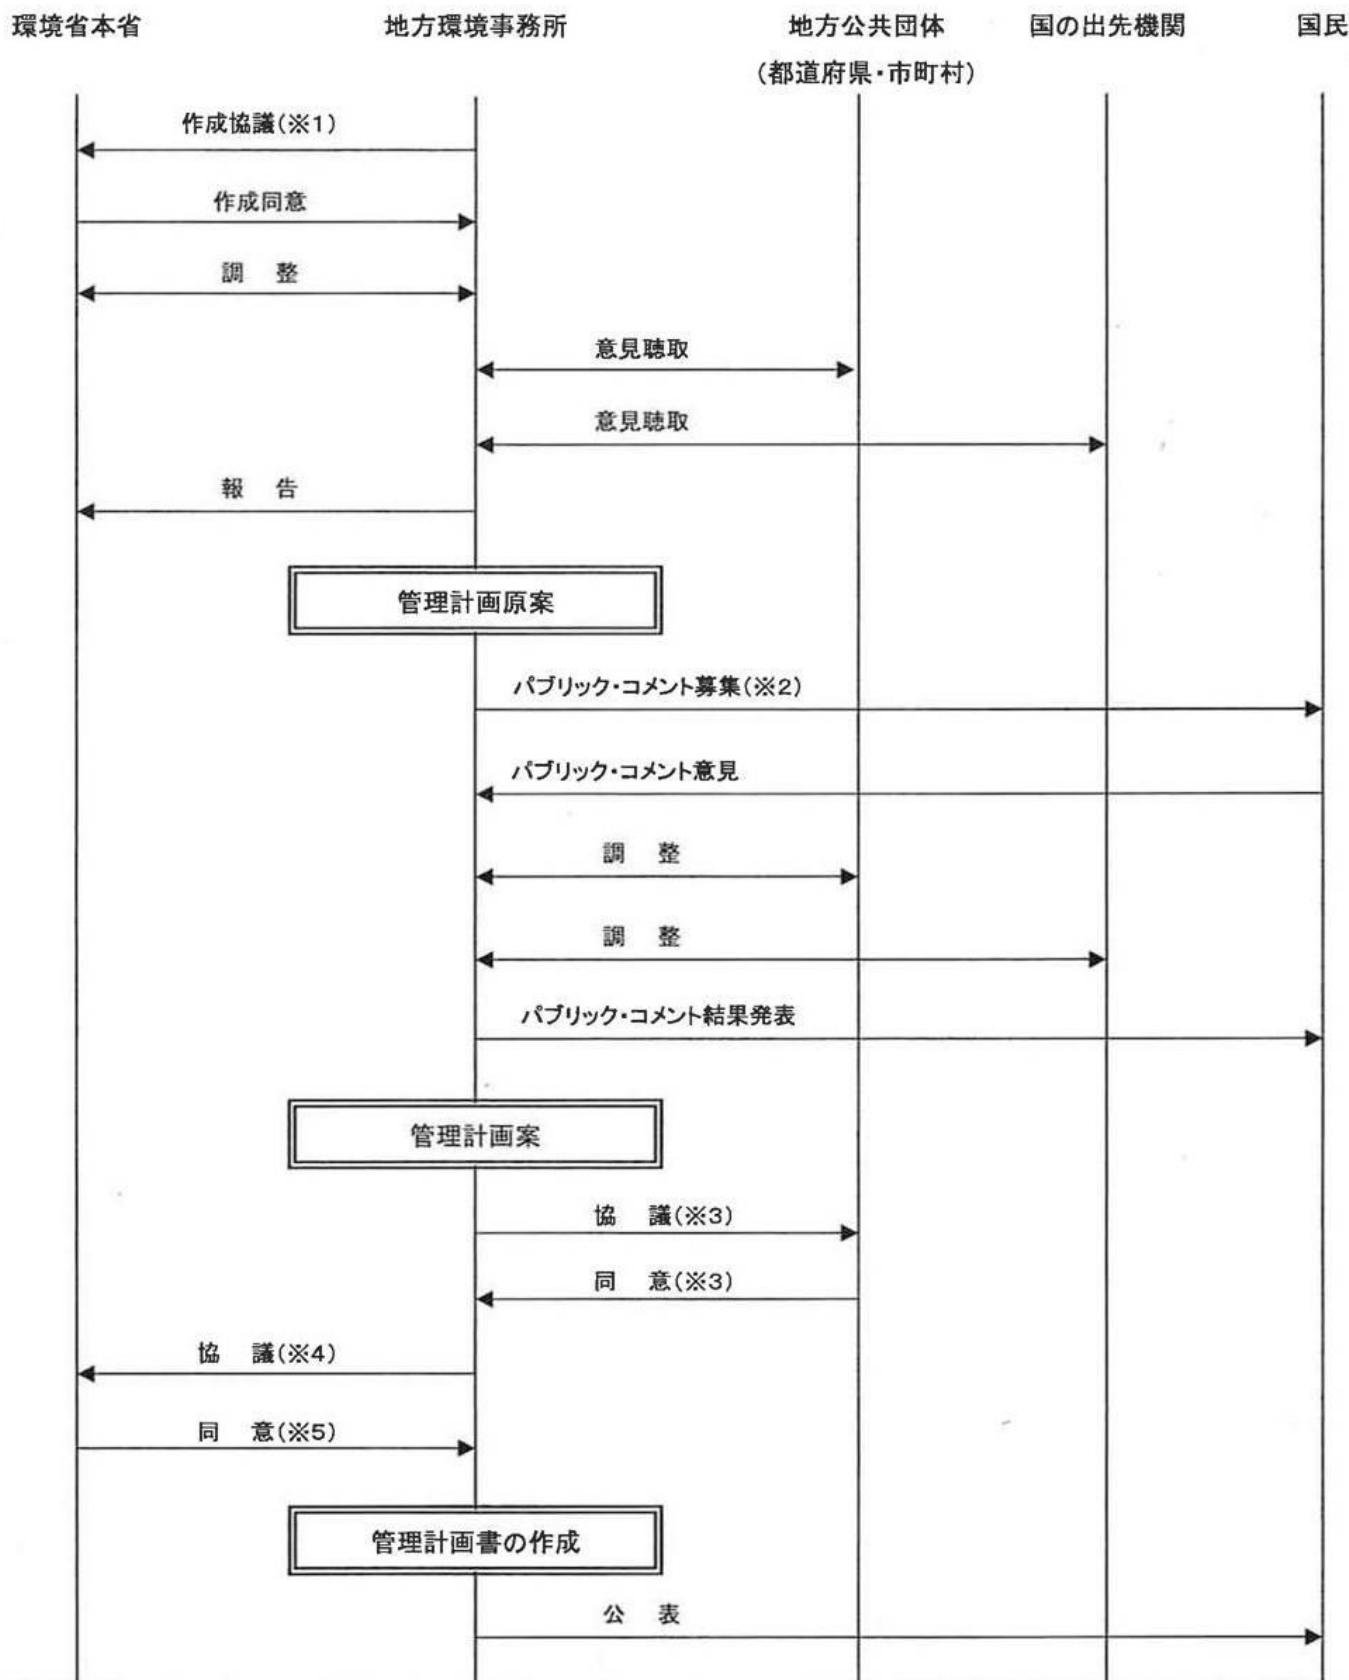 環境省本省 地方環境事務所 地方公共団体 国の出先機関 国民
(都道府県・市町村)
作成協議(※1)
作成同意
調 整
意見聴取
意見聴取
報 告
管理計画原案
パブリック・コメント募集(※2)
パブリック・コメント意見
調 整
調 整
パブリック・コメント結果発表
管理計画案
協 議(※3)
同 意(※3)
協 議(※4)
同 意(※5)
管理計画書の作成
公 表